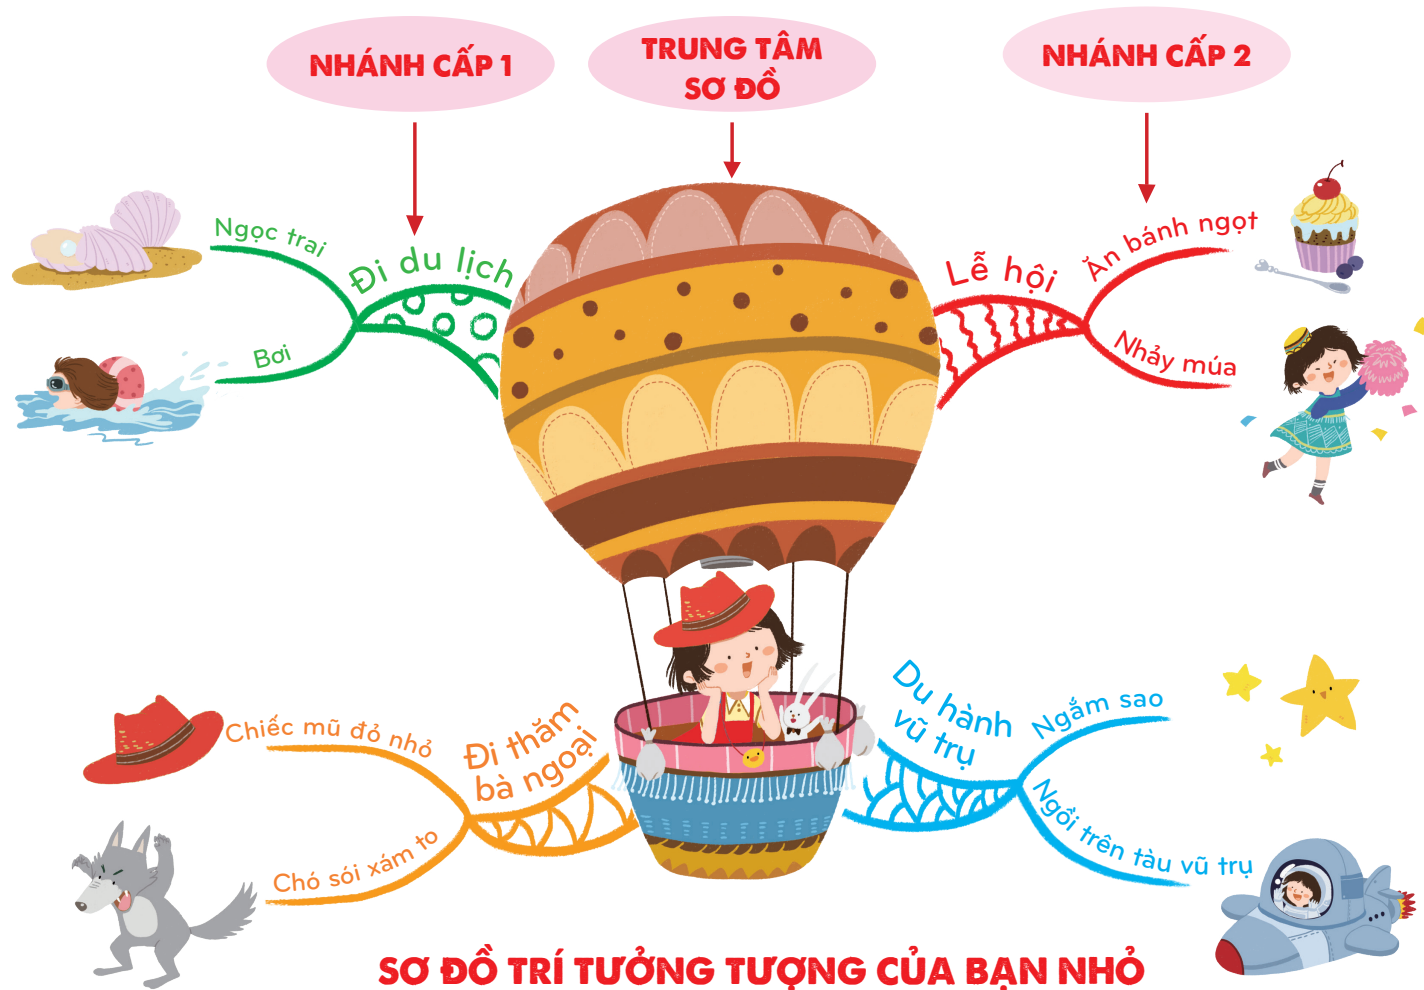 NHÁNH CẤP 1
TRUNG TÂM
SƠ ĐỒ
NHÁNH CẤP 2
Ngọc trai
Đi du lịch
Bơi
Lễ hội
Ăn bánh ngọt
Nhảy múa
Chiếc mũ đỏ nhỏ
Đi thăm
bà ngoại
Chó sói xám to
Du hành
vũ trụ
Ngắm sao
Ngồi trên tàu vũ trụ
SƠ ĐỒ TRÍ TƯỞNG TƯỢNG CỦA BẠN NHỎ